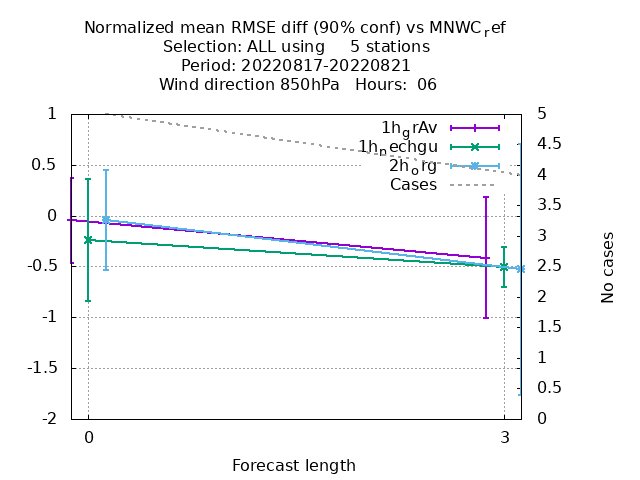 Normalized mean RMSE diff (90% conf) vs MNWC_ref
Selection: ALL using     5 stations
Period: 20220817-20220821
Wind direction 850hPa   Hours:  06
1h_grAv
1h_nechgu
2h_org
Cases
1
0.5
0
-0.5
-1
-1.5
-2
5
4.5
4
3.5
3
2.5
2
1.5
1
0.5
0
No cases
0
3
Forecast length